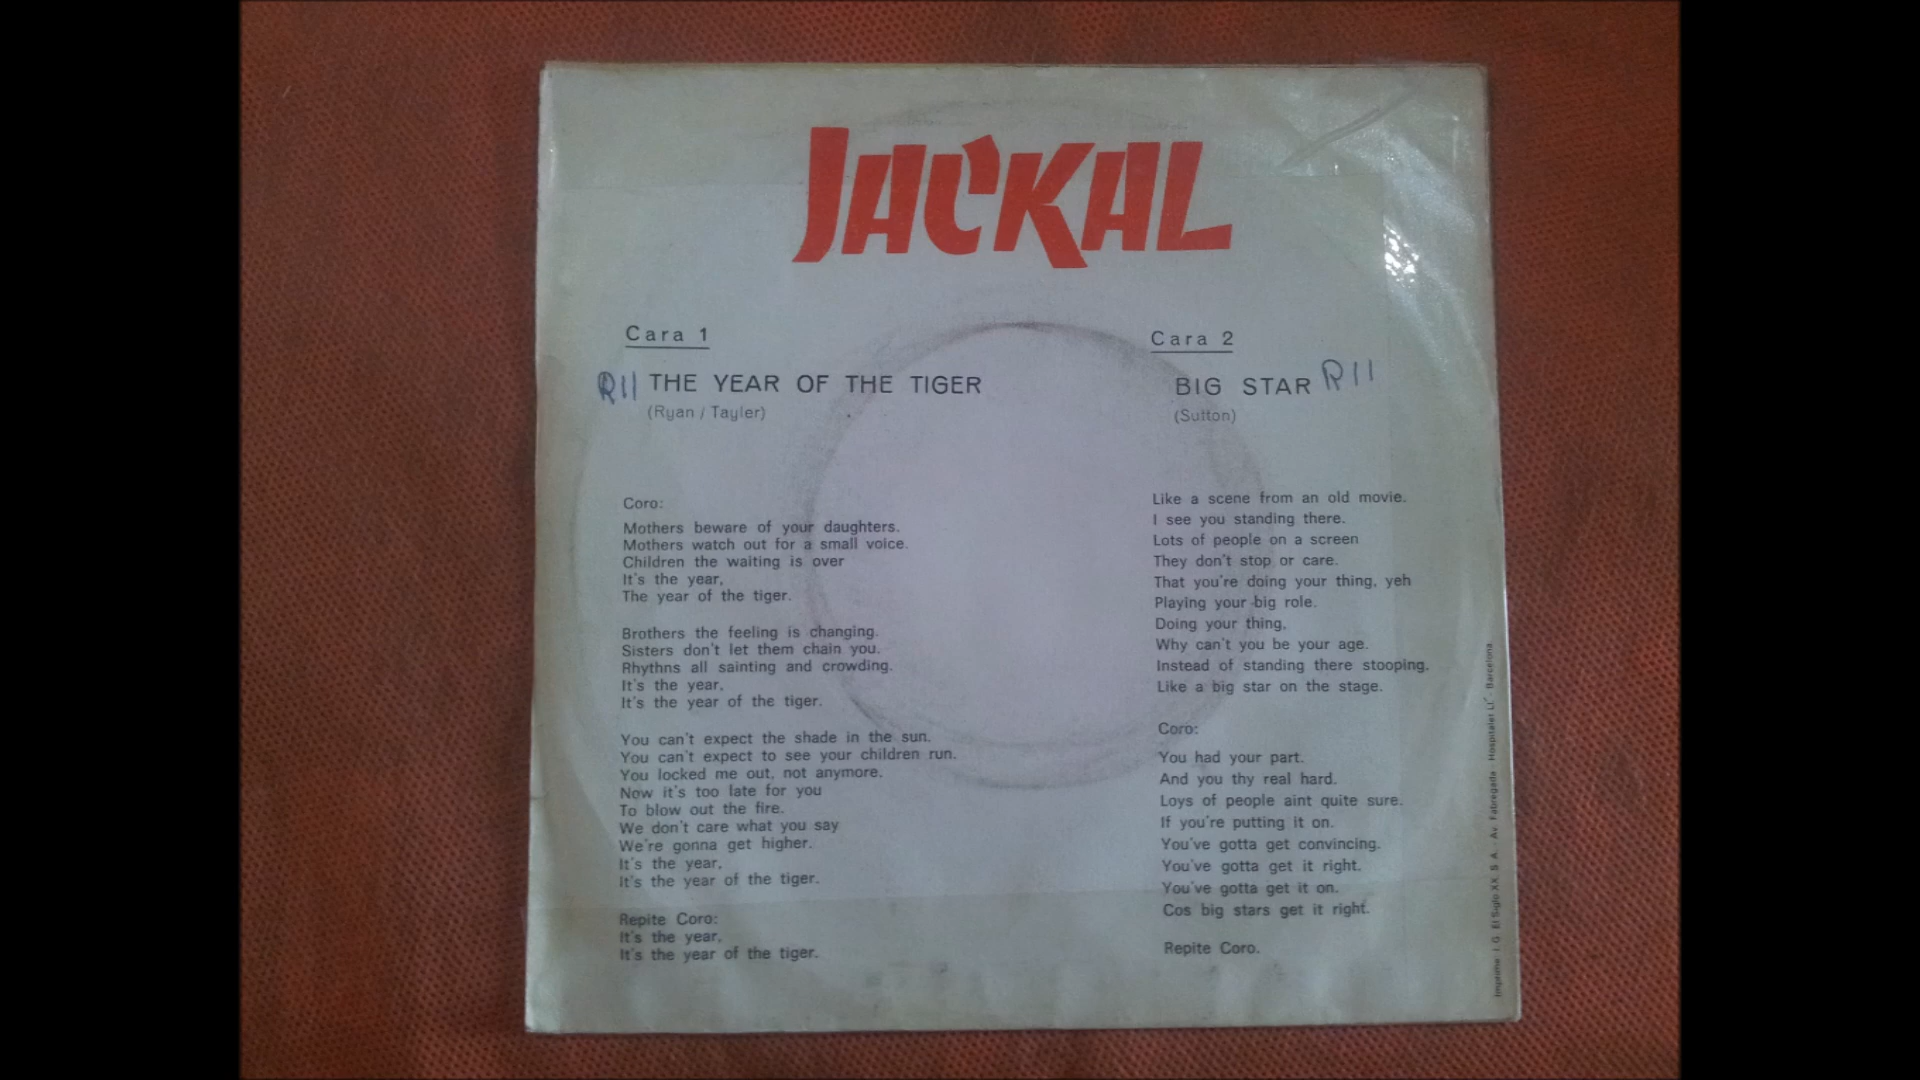 JACKAL
Cara 1
R11 THE YEAR OF THE TIGER
(Ryan / Tayler)
Coro:
Mothers beware of your daughters.
Mothers watch out for a small voice.
Children the waiting is over
It's the year,
The year of the tiger.
Brothers the feeling is changing.
Sisters don't let them chain you.
Rhythns all sainting and crowding.
It's the year,
It's the year of the tiger.
You can't expect the shade in the sun.
You can't expect to see your children run.
You locked me out, not anymore.
Now it's too late for you
To blow out the fire.
We don't care what you say
We're gonna get higher.
It's the year,
It's the year of the tiger.
Repite Coro:
It's the year,
It's the year of the tiger.
Cara 2
BIG STAR R11
(Sutton)
Like a scene from an old movie.
I see you standing there.
Lots of people on a screen
They don't stop or care.
That you're doing your thing, yeh
Playing your big role.
Doing your thing,
Why can't you be your age.
Instead of standing there stooping.
Like a big star on the stage.
Coro:
You had your part.
And you thy real hard.
Loys of people aint quite sure.
If you're putting it on.
You've gotta get convincing.
You've gotta get it right.
You've gotta get it on.
Cos big stars get it right.
Repite Coro.
Imprime: I.G. El Siglo XX, S.A. - Av. Fabregada - Hospitalet Ll. - Barcelona